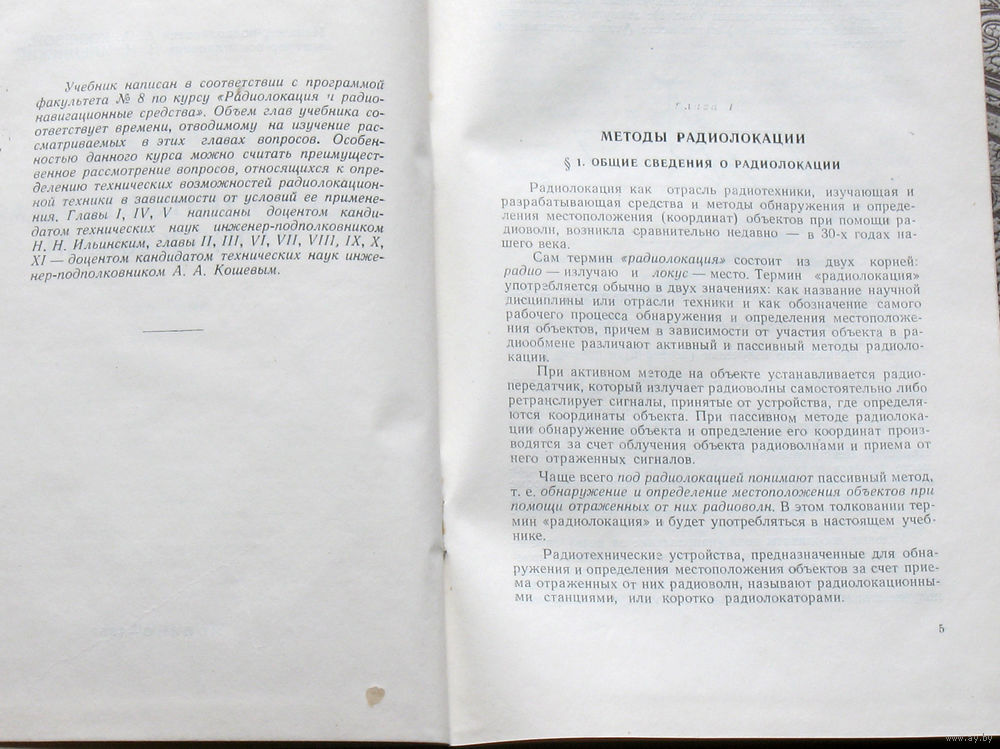 Учебник написан в соответствии с программой
факультета № 8 по курсу «Радиолокация и радио-
навигационные средства». Объем глав учебника со-
ответствует времени, отводимому на изучение рас-
сматриваемых в этих главах вопросов. Особен-
ностью данного курса можно считать преимущест-
венное рассмотрение вопросов, относящихся к опре-
делению технических возможностей радиолокацион-
ной техники в зависимости от условий ее примене-
ния. Главы I, IV, V написаны доцентом канди-
датом технических наук инженер-подполковником
Н. Н. Ильинским, главы II, III, VI, VII, VIII, IX, X,
XI — доцентом кандидатом технических наук инже-
нер-подполковником А. А. Кошевым.
Глава I
МЕТОДЫ РАДИОЛОКАЦИИ
§ 1. ОБЩИЕ СВЕДЕНИЯ О РАДИОЛОКАЦИИ
Радиолокация как отрасль радиотехники, изучающая и
разрабатывающая средства и методы обнаружения и опреде-
ления местоположения (координат) объектов при помощи ра-
диоволн, возникла сравнительно недавно — в 30-х годах на-
шего века.
Сам термин «радиолокация» состоит из двух корней:
радио — излучаю и локус — место. Термин «радиолокация»
употребляется обычно в двух значениях: как название научной
дисциплины или отрасли техники и как обозначение самого
рабочего процесса обнаружения и определения местоположе-
ния объектов, причем в зависимости от участия объекта в ра-
диообмене различают активный и пассивный методы радиоло-
кации.
При активном методе на объекте устанавливается радио-
передатчик, который излучает радиоволны самостоятельно либо
ретранслирует сигналы, принятые от устройства, где определя-
ются координаты объекта. При пассивном методе радиолока-
ции обнаружение объекта и определение его координат произ-
водятся за счет облучения объекта радиоволнами и приема от
него отраженных сигналов.
Чаще всего под радиолокацией понимают пассивный метод,
т. е. обнаружение и определение местоположения объектов при
помощи отраженных от них радиоволн. В этом толковании тер-
мин «радиолокация» и будет употребляться в настоящем учеб-
нике.
Радиотехнические устройства, предназначенные для обна-
ружения и определения местоположения объектов за счет прие-
ма отраженных от них радиоволн, называют радиолокационны-
ми станциями, или коротко радиолокаторами.
5
www.ay.by